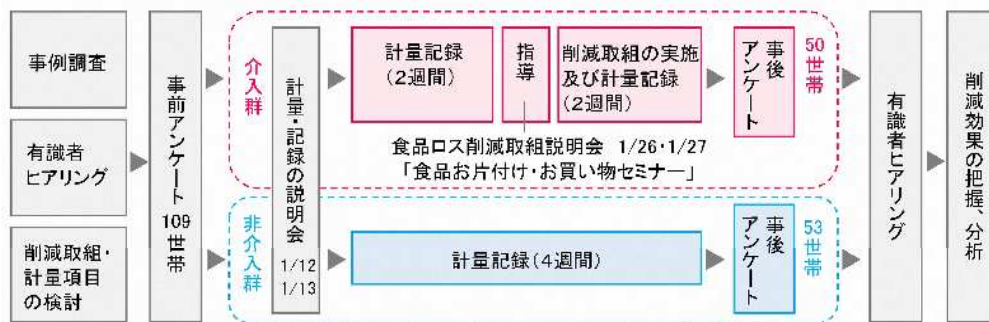 事例調査
有識者
ヒアリング
削減取組・
計量項目
の検討
事前アンケート
109
世帯
介入群
非介入群
計量・記録の説明会
1/12
1/13
計量記録
(2週間)
指導
削減取組の実施
及び計量記録
(2週間)
事後
アンケート
50
世帯
食品ロス削減取組説明会 1/26・1/27
「食品お片付け・お買い物セミナー」
計量記録(4週間)
事後
アンケート
53
世帯
有識者ヒアリング
削減効果の把握、分析